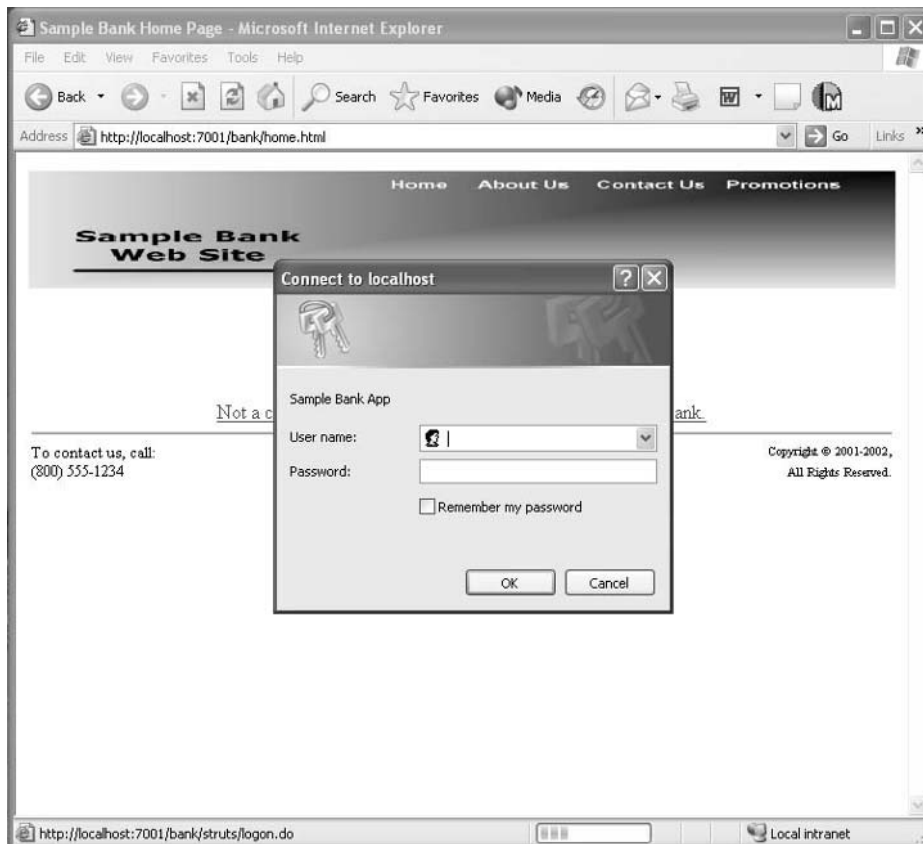 Sample Bank Home Page - Microsoft Internet Explorer
File Edit View Favorites Tools Help
Back Search Favorites Media
Address http://localhost:7001/bank/home.html Go Links »
Home About Us Contact Us Promotions
Sample Bank
Web Site
Connect to localhost
Sample Bank App
Not a c
ank.
User name:
Password:
Remember my password
OK Cancel
To contact us, call:
(800) 555-1234
Copyright © 2001-2002,
All Rights Reserved.
http://localhost:7001/bank/struts/logon.do Local intranet